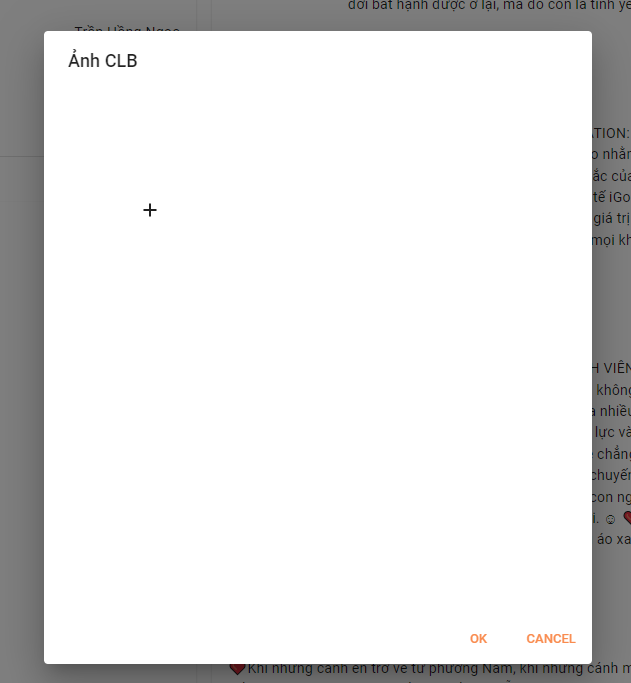 đời bất hạnh được ở lại, mà đó còn là tình yê
Trần Hồng Ngọc
Ảnh CLB
ATION:
o nhằm
ắc của
tế iGo
giá trị
mọi kh
H VIÊN
không
a nhiều
lực và
chẳng
chuyến
con ng
i. ☺ ❤
áo xa
OK
CANCEL
❤Khi những cánh én trở về từ phương Nam, khi những cánh m